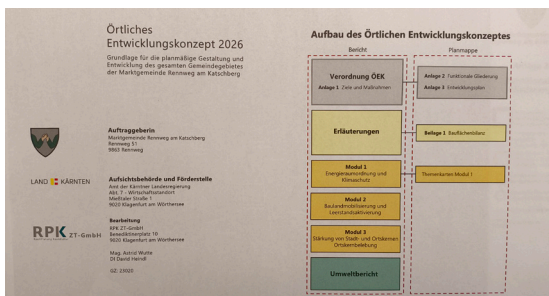 Örtliches
Entwicklungskonzept 2026
Grundlage für die planmäßige Gestaltung und
Entwicklung des gesamten Gemeindegebietes
der Marktgemeinde Rennweg am Katschberg
Auftraggeberin
Marktgemeinde Rennweg am Katschberg
Rennweg 51
9863 Rennweg
LAND KÄRNTEN
Aufsichtsbehörde und Förderstelle
Amt der Kärntner Landesregierung
Abt. 7 - Wirtschaftsstandort
Mießtaler Straße 1
9020 Klagenfurt am Wörthersee
RPK ZT-GmbH
Bearbeitung
RPK ZT-GmbH
Benediktinerplatz 10
9020 Klagenfurt am Wörthersee
Mag. Astrid Wutte
DI David Heindl
GZ: 23020
Aufbau des Örtlichen Entwicklungskonzeptes
Bericht
Planmappe
Verordnung ÖEK
Anlage 1 Ziele und Maßnahmen
Anlage 2 Funktionale Gliederung
Anlage 3 Entwicklungsplan
Erläuterungen
Beilage 1 Bauflächenbilanz
Modul 1
Energieraumordnung und
Klimaschutz
Themenkarten Modul 1
Modul 2
Baulandmobilisierung und
Leerstandsaktivierung
Modul 3
Stärkung von Stadt- und Ortskernen
Ortskernbelebung
Umweltbericht